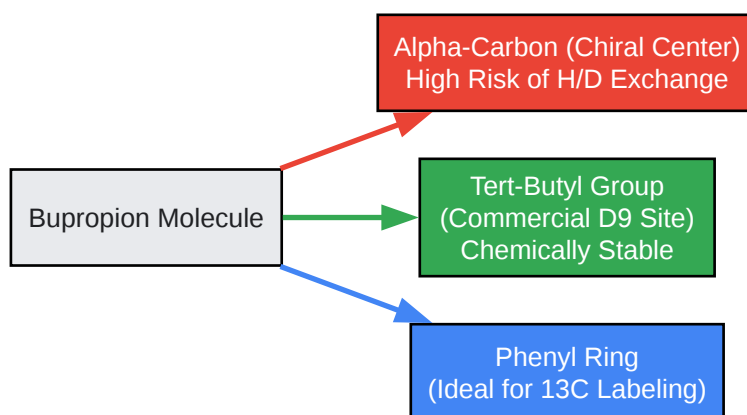 Alpha-Carbon (Chiral Center)
High Risk of H/D Exchange
Bupropion Molecule
Tert-Butyl Group
(Commercial D9 Site)
Chemically Stable
Phenyl Ring
(Ideal for 13C Labeling)